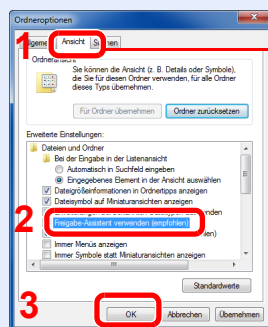 Ordneroptionen
1
Ansicht
Ordneransicht
Sie können die Ansicht (z. B. Details oder Symbole),
die Sie für diesen Ordner verwenden, für alle Ordner
dieses Typs übernehmen.
Für Ordner übernehmen
Ordner zurücksetzen
Erweiterte Einstellungen:
Dateien und Ordner
Bei der Eingabe in der Listenansicht
Automatisch in Suchfeld eingeben
Eingegebenes Element in der Ansicht auswählen
Dateigrößeinformationen in Ordnertipps anzeigen
Dateisymbol auf Miniaturansichten anzeigen
2
Freigabe-Assistent verwenden (empfohlen)
Immer Menüs anzeigen
Immer Symbole statt Miniaturansichten anzeigen
Standardwerte
3
OK
Abbrechen
Übernehmen